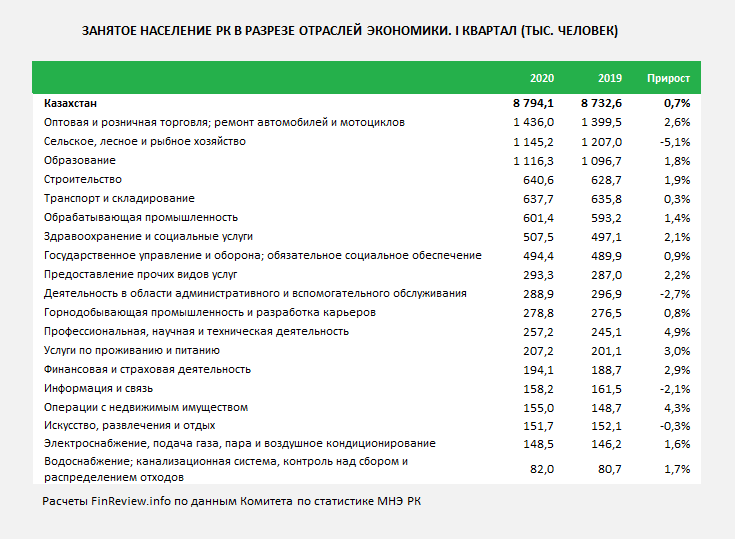 ЗАНЯТОЕ НАСЕЛЕНИЕ РК В РАЗРЕЗЕ ОТРАСЛЕЙ ЭКОНОМИКИ. I КВАРТАЛ (ТЫС. ЧЕЛОВЕК)
2020 2019 Прирост
Казахстан 8 794,1 8 732,6 0,7%
Оптовая и розничная торговля; ремонт автомобилей и мотоциклов 1 436,0 1 399,5 2,6%
Сельское, лесное и рыбное хозяйство 1 145,2 1 207,0 -5,1%
Образование 1 116,3 1 096,7 1,8%
Строительство 640,6 628,7 1,9%
Транспорт и складирование 637,7 635,8 0,3%
Обрабатывающая промышленность 601,4 593,2 1,4%
Здравоохранение и социальные услуги 507,5 497,1 2,1%
Государственное управление и оборона; обязательное социальное обеспечение 494,4 489,9 0,9%
Предоставление прочих видов услуг 293,3 287,0 2,2%
Деятельность в области административного и вспомогательного обслуживания 288,9 296,9 -2,7%
Горнодобывающая промышленность и разработка карьеров 278,8 276,5 0,8%
Профессиональная, научная и техническая деятельность 257,2 245,1 4,9%
Услуги по проживанию и питанию 207,2 201,1 3,0%
Финансовая и страховая деятельность 194,1 188,7 2,9%
Информация и связь 158,2 161,5 -2,1%
Операции с недвижимым имуществом 155,0 148,7 4,3%
Искусство, развлечения и отдых 151,7 152,1 -0,3%
Электроснабжение, подача газа, пара и воздушное кондиционирование 148,5 146,2 1,6%
Водоснабжение; канализационная система, контроль над сбором и
распределением отходов 82,0 80,7 1,7%
Расчеты FinReview.info по данным Комитета по статистике МНЭ РК